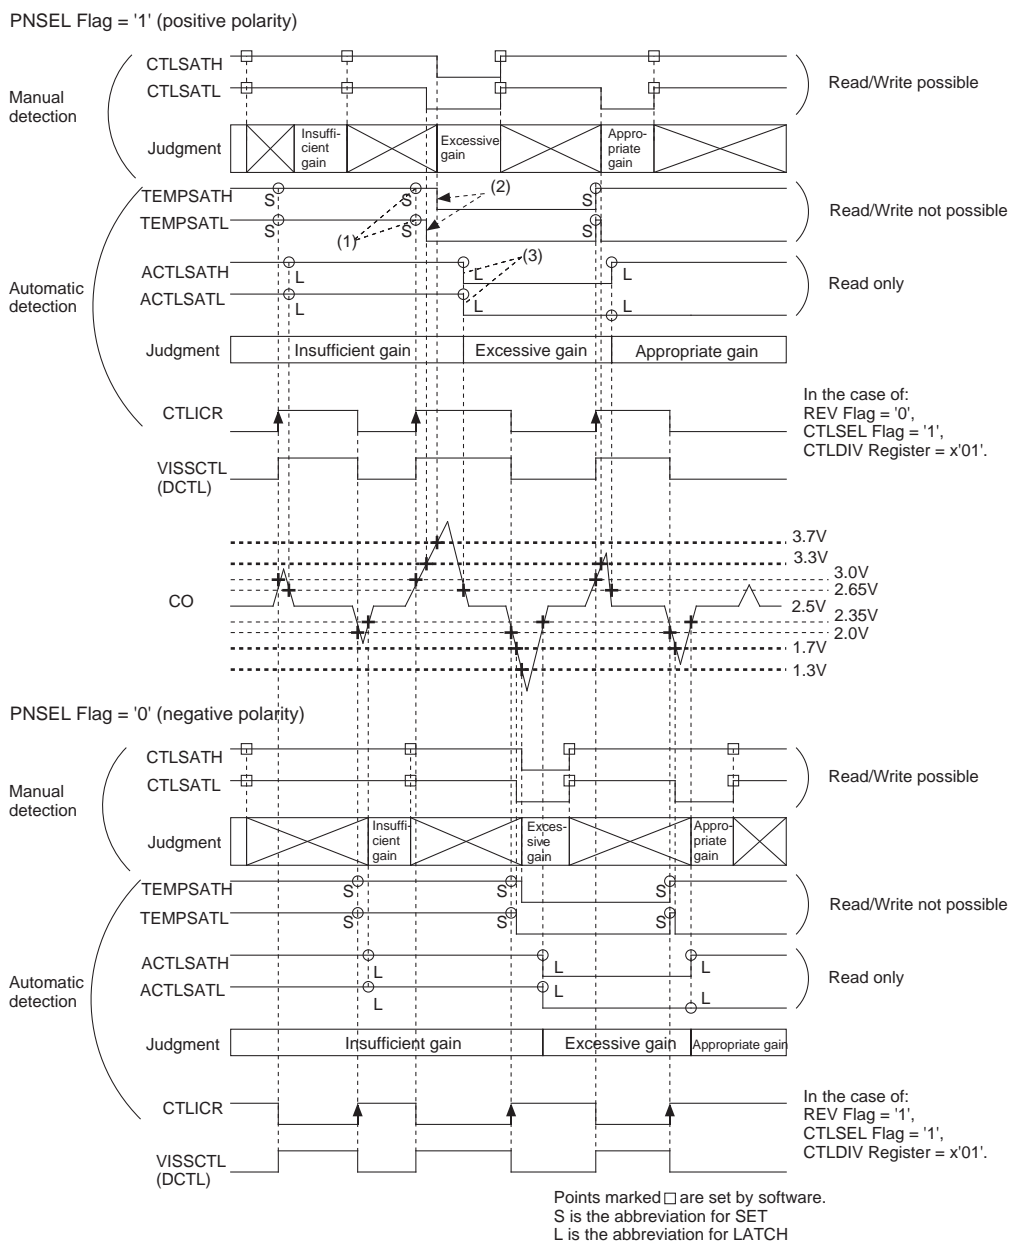 PNSEL Flag = '1' (positive polarity)
Manual
detection
CTLSATH
CTLSATL
Read/Write possible
Judgment
Insuffi-
cient
gain
Excessive
gain
Appro-
priate
gain
TEMPSATH
S
S
(2)
S
TEMPSATL
S
(1)
S
S
Read/Write not possible
Automatic
detection
ACTLSATH
L
L
(3)
L
ACTLSATL
L
L
Read only
Judgment
Insufficient gain
Excessive gain
Appropriate gain
CTLICR
In the case of:
REV Flag = '0',
CTLSEL Flag = '1',
CTLDIV Register = x'01'.
VISSCTL
(DCTL)
CO
3.7V
3.3V
3.0V
2.65V
2.5V
2.35V
2.0V
1.7V
1.3V
PNSEL Flag = '0' (negative polarity)
Manual
detection
CTLSATH
CTLSATL
Read/Write possible
Judgment
Insuffi-
cient
gain
Exces-
sive
gain
Appro-
priate
gain
TEMPSATH
S
S
S
TEMPSATL
S
S
S
Read/Write not possible
Automatic
detection
ACTLSATH
L
L
L
ACTLSATL
L
L
L
Read only
Judgment
Insufficient gain
Excessive gain
Appropriate gain
CTLICR
In the case of:
REV Flag = '1',
CTLSEL Flag = '1',
CTLDIV Register = x'01'.
VISSCTL
(DCTL)
Points marked □ are set by software.
S is the abbreviation for SET
L is the abbreviation for LATCH